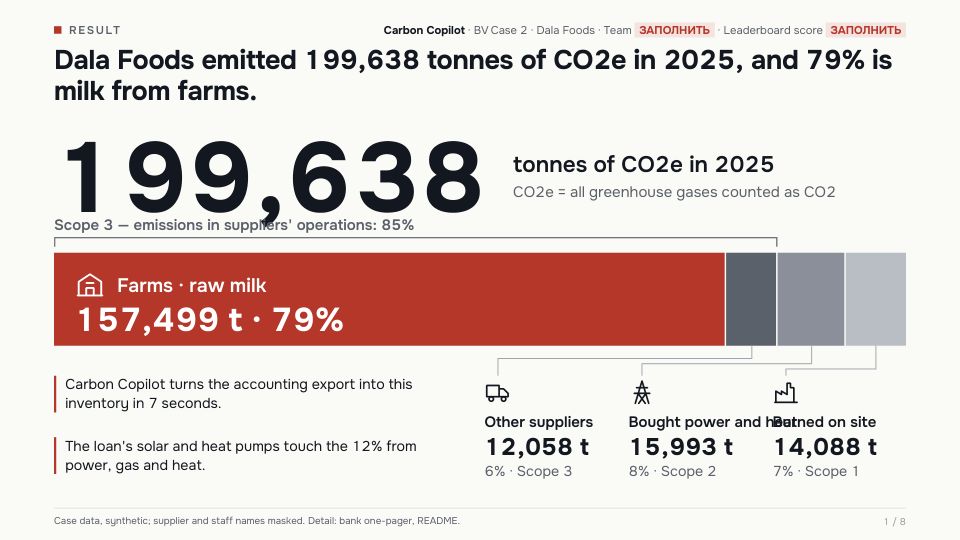 RESULT
Carbon Copilot · BV Case 2 · Dala Foods · Team ЗАПОЛНИТЬ · Leaderboard score ЗАПОЛНИТЬ
Dala Foods emitted 199,638 tonnes of CO2e in 2025, and 79% is
milk from farms.
199,638
tonnes of CO2e in 2025
CO2e = all greenhouse gases counted as CO2
Scope 3 — emissions in suppliers' operations: 85%
Farms · raw milk
157,499 t · 79%
Carbon Copilot turns the accounting export into this
inventory in 7 seconds.
The loan's solar and heat pumps touch the 12% from
power, gas and heat.
Other suppliers
12,058 t
6% · Scope 3
Bought power and heat
15,993 t
8% · Scope 2
Burned on site
14,088 t
7% · Scope 1
Case data, synthetic; supplier and staff names masked. Detail: bank one-pager, README.
1 / 8